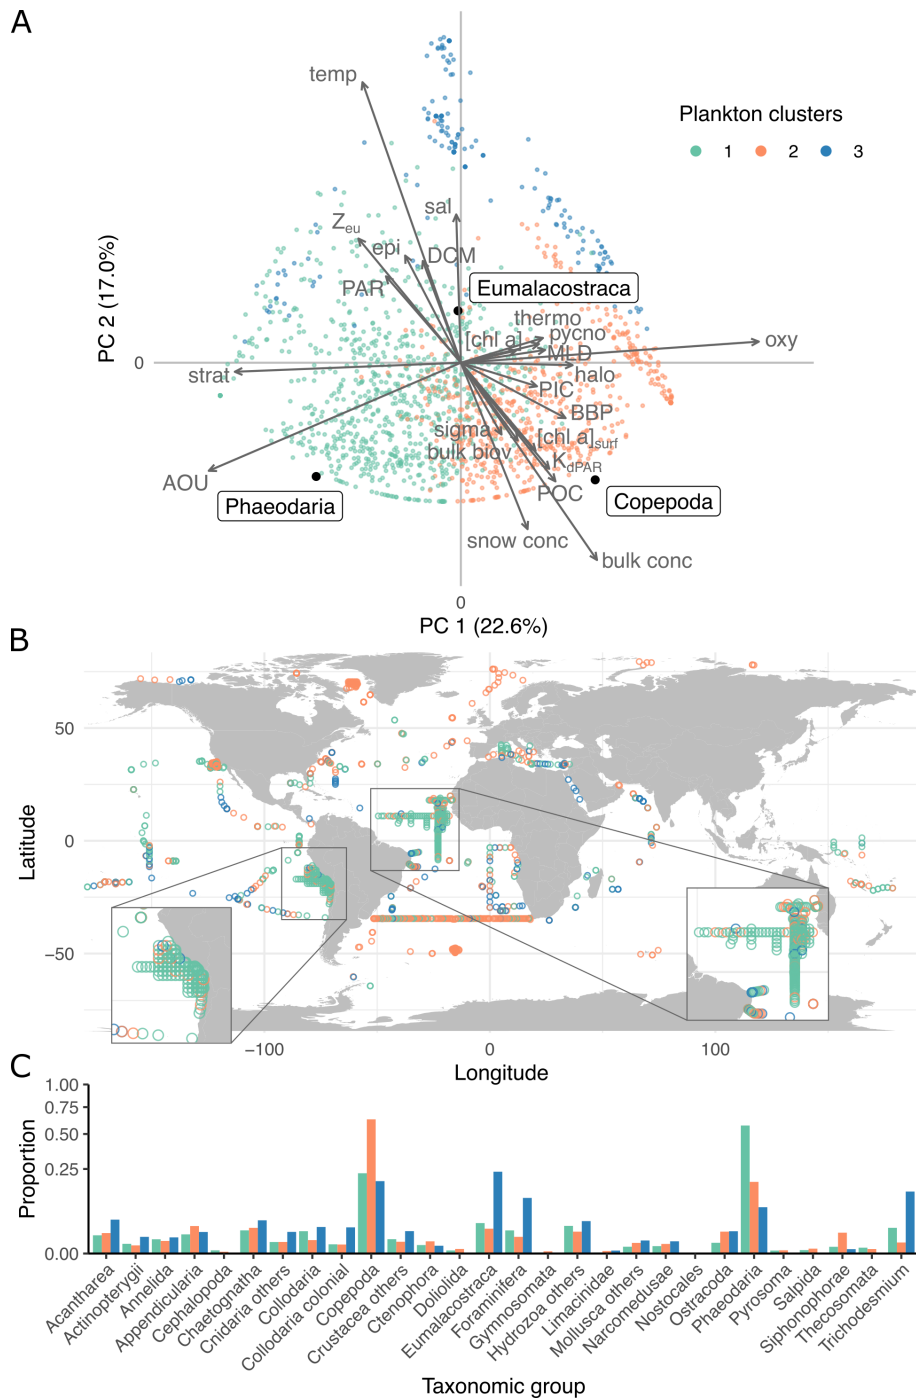 A
temp
Plankton clusters
1 2 3
sal
Zeu
epi
DCM
PAR
Eumalacostraca
PC 2 (17.0%)
thermo
[chl a]
pycno
oxy
MLD
0
strat
halo
PIC
BBP
sigma
[chl a]surf
bulk biov
KdPAR
AOU
POC
Phaeodaria
Copepoda
snow conc
bulk conc
0
PC 1 (22.6%)
B
50
0
−50
Latitude
−100
0
100
Longitude
C
1.00
0.75
0.50
0.25
0.00
Proportion
Acantharea
Actinopterygii
Annelida
Appendicularia
Cephalopoda
Chaetognatha
Cnidaria others
Collodaria
Collodaria colonial
Copepoda
Crustacea others
Ctenophora
Doliolida
Eumalacostraca
Foraminifera
Gymnosomata
Hydrozoa others
Limacinidae
Mollusca others
Narcomedusae
Nostocales
Ostracoda
Phaeodaria
Pyrosoma
Salpida
Siphonophorae
Thecosomata
Trichodesmium
Taxonomic group